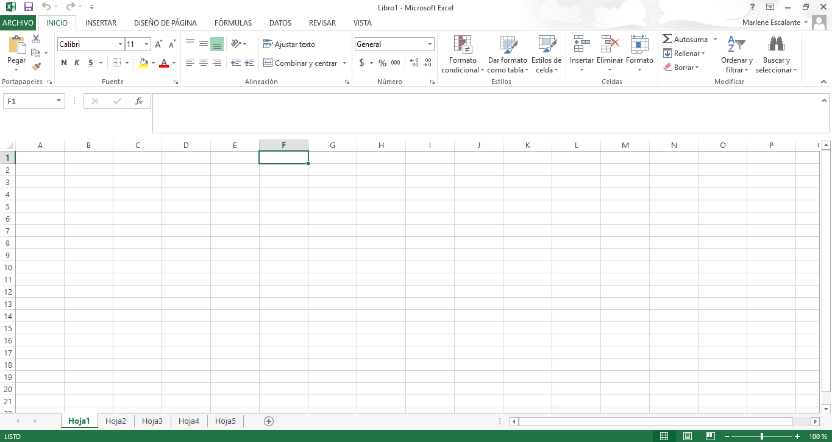 Libro1 - Microsoft Excel
ARCHIVO INICIO INSERTAR DISEÑO DE PÁGINA FÓRMULAS DATOS REVISAR VISTA Marlene Escalante
Pegar
Calibri 11
Ajustar texto
General
Formato condicional
Dar formato como tabla
Estilos de celda
Insertar Eliminar Formato
Autosuma
Rellenar
Borrar
Ordenar y filtrar
Buscar y seleccionar
N K S A
Combinar y centrar
$ % 000
Portapapeles Fuente Alineación Número Estilos Celdas Modificar
F1 fx
A B C D E F G H I J K L M N O P
1
2
3
4
5
6
7
8
9
10
11
12
13
14
15
16
17
18
19
20
21
Hoja1 Hoja2 Hoja3 Hoja4 Hoja5
LISTO 100 %